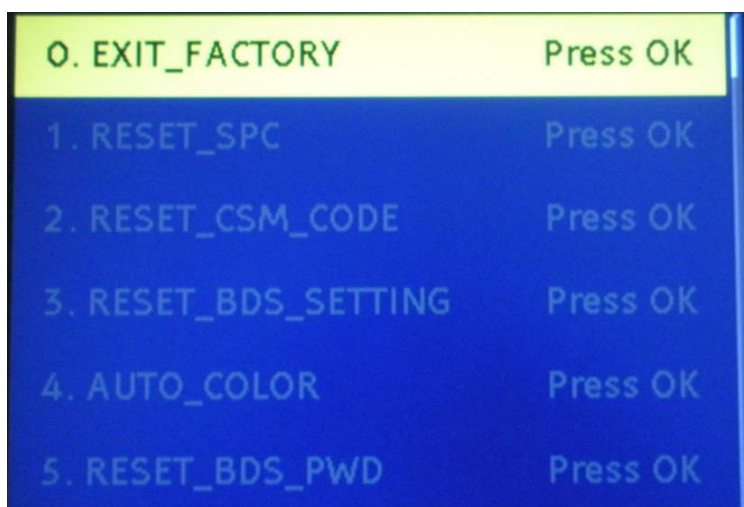 0. EXIT_FACTORY Press OK
1. RESET_SPC Press OK
2. RESET_CSM_CODE Press OK
3. RESET_BDS_SETTING Press OK
4. AUTO_COLOR Press OK
5. RESET_BDS_PWD Press OK